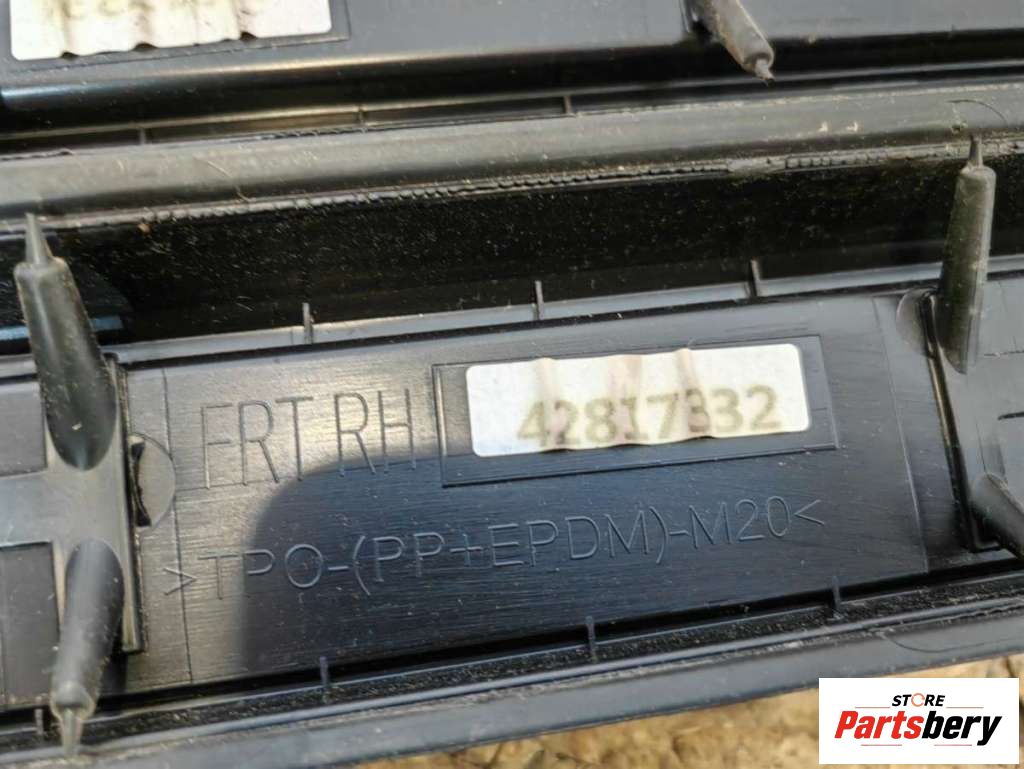 FRT RH
42817332
>TPO-(PP+EPDM)-M20<
STORE
Partsbery